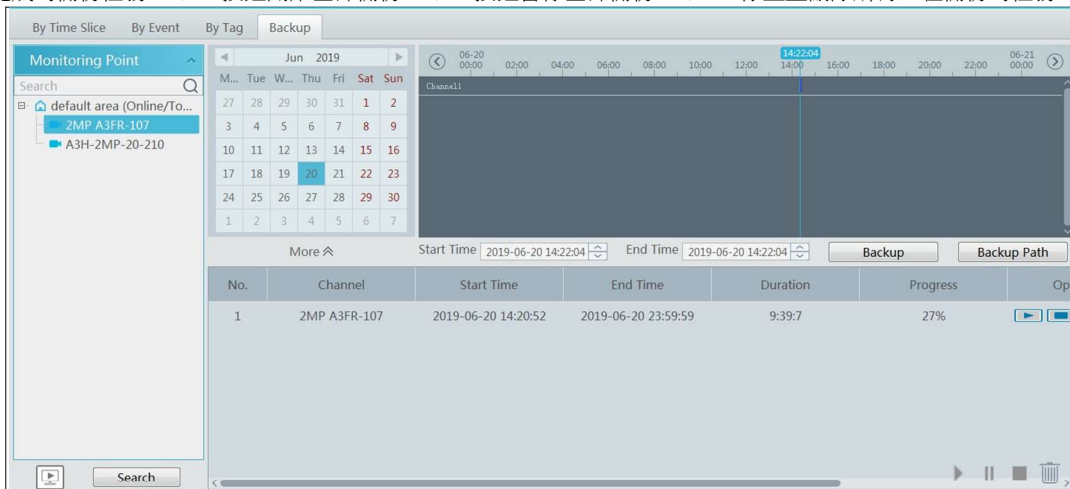 By Time Slice By Event By Tag Backup
Monitoring Point
Search
default area (Online/To...
2MP A3FR-107
A3H-2MP-20-210
Search
Jun 2019
M... Tue W... Thu Fri Sat Sun
27 28 29 30 31 1 2
3 4 5 6 7 8 9
10 11 12 13 14 15 16
17 18 19 20 21 22 23
24 25 26 27 28 29 30
1 2 3 4 5 6 7
More
14:22:04
06-20 06-21
00:00 02:00 04:00 06:00 08:00 10:00 12:00 14:00 16:00 18:00 20:00 22:00 00:00
Channel1
Start Time 2019-06-20 14:22:04 End Time 2019-06-20 14:22:04 Backup Backup Path
No. Channel Start Time End Time Duration Progress Op
1 2MP A3FR-107 2019-06-20 14:20:52 2019-06-20 23:59:59 9:39:7 27%